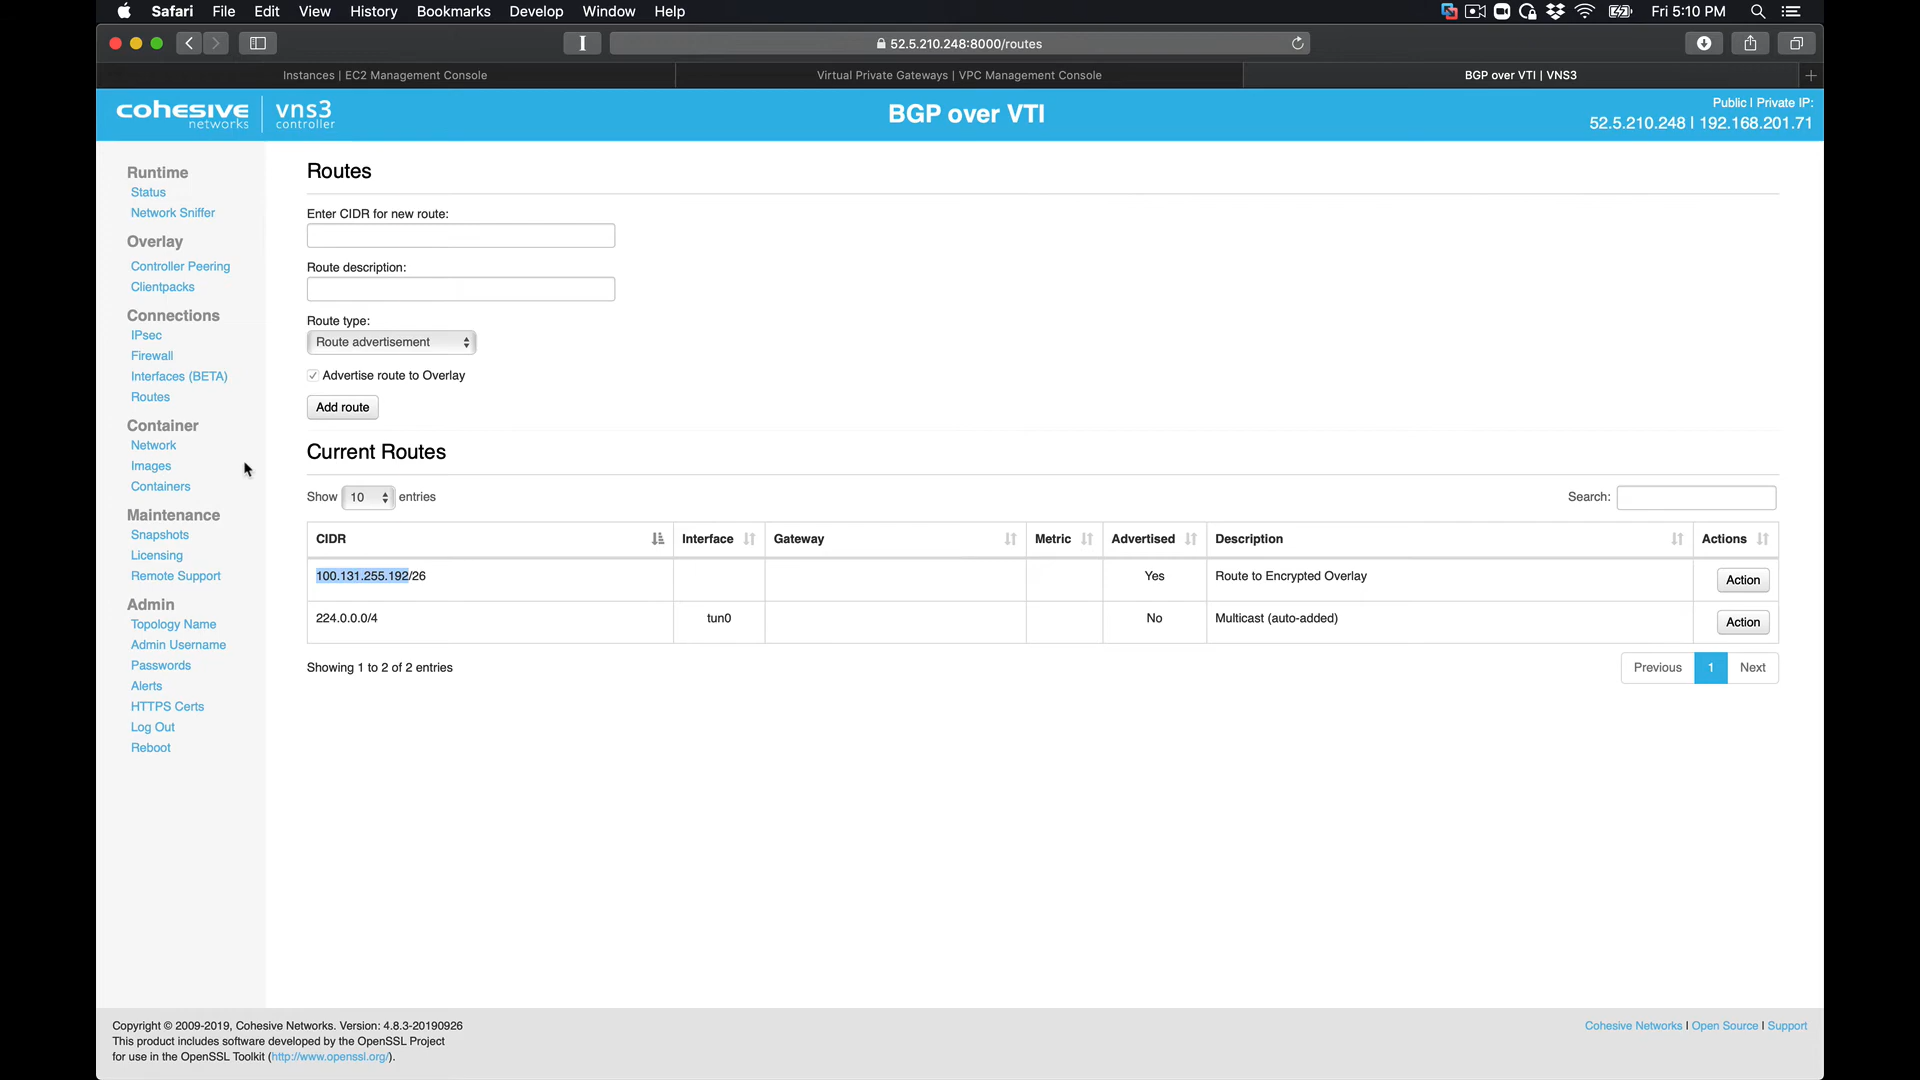 Safari File Edit View History Bookmarks Develop Window Help Fri 5:10 PM
52.5.210.248:8000/routes
Instances | EC2 Management Console Virtual Private Gateways | VPC Management Console BGP over VTI | VNS3
cohesive networks vns3 controller
BGP over VTI
Public | Private IP:
52.5.210.248 | 192.168.201.71
Runtime
Status
Network Sniffer
Overlay
Controller Peering
Clientpacks
Connections
IPsec
Firewall
Interfaces (BETA)
Routes
Container
Network
Images
Containers
Maintenance
Snapshots
Licensing
Remote Support
Admin
Topology Name
Admin Username
Passwords
Alerts
HTTPS Certs
Log Out
Reboot
Routes
Enter CIDR for new route:
Route description:
Route type:
Route advertisement
Advertise route to Overlay
Add route
Current Routes
Show 10 entries Search:
CIDR Interface Gateway Metric Advertised Description Actions
100.131.255.192/26 Yes Route to Encrypted Overlay Action
224.0.0.0/4 tun0 No Multicast (auto-added) Action
Showing 1 to 2 of 2 entries Previous 1 Next
Copyright © 2009-2019, Cohesive Networks. Version: 4.8.3-20190926
This product includes software developed by the OpenSSL Project
for use in the OpenSSL Toolkit (http://www.openssl.org/).
Cohesive Networks | Open Source | Support